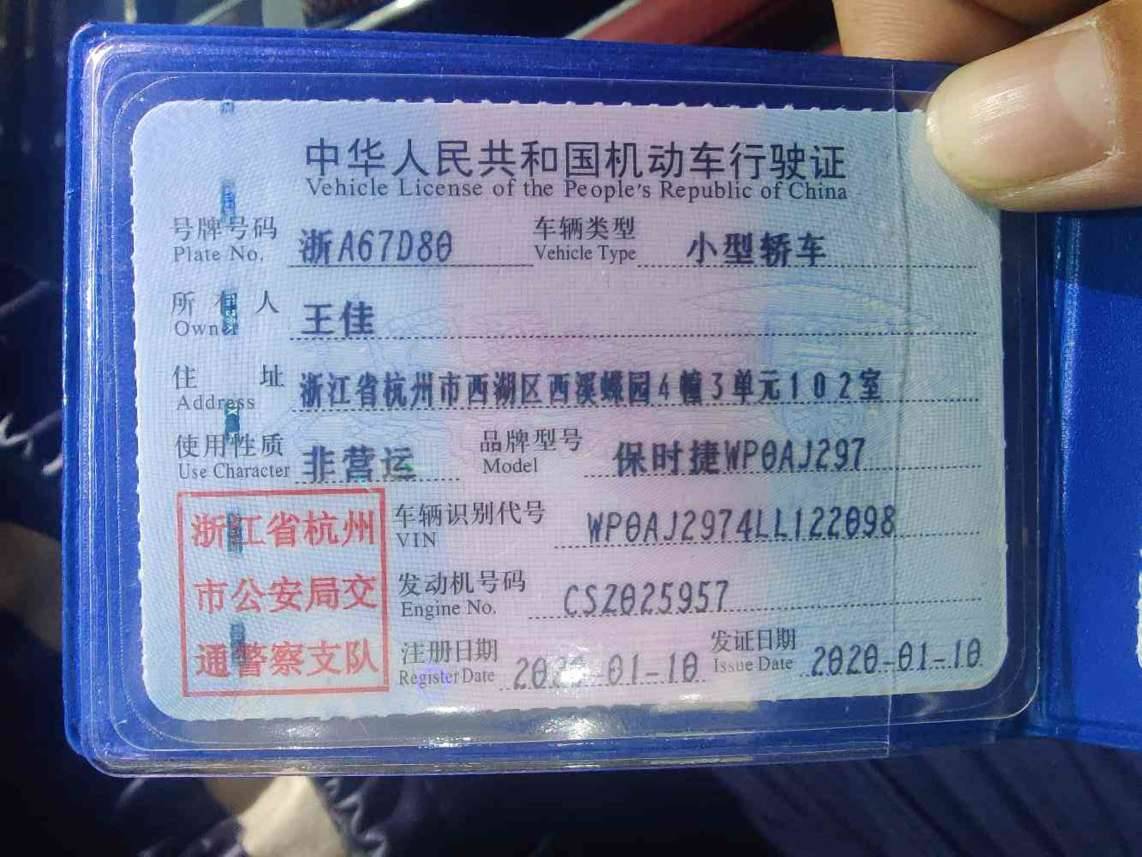 中华人民共和国机动车行驶证
Vehicle License of the People's Republic of China
号牌号码 浙A67D80 车辆类型 小型轿车
Plate No. Vehicle Type
所有人 王佳
Owner
住址 浙江省杭州市西湖区西溪蝶园4幢3单元102室
Address
使用性质 非营运 品牌型号 保时捷WP0AJ297
Use Character Model
浙江省杭州
市公安局交
通警察支队
车辆识别代号 WP0AJ2974LL122098
VIN
发动机号码 CSZ025957
Engine No.
注册日期 2020-01-10 发证日期 2020-01-10
Register Date Issue Date